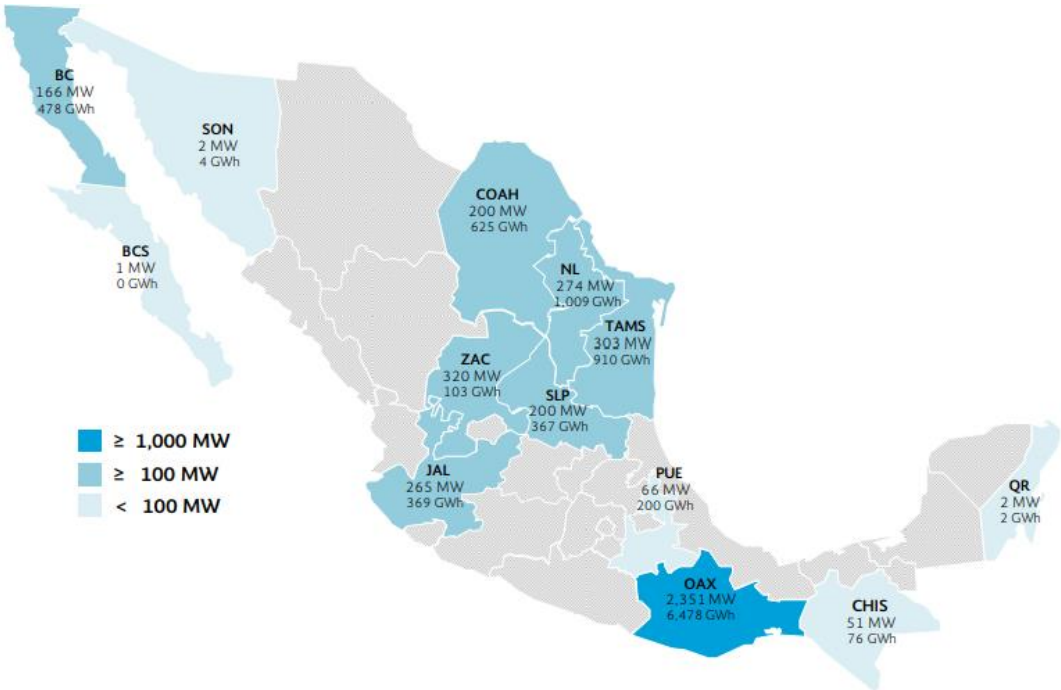 BC
166 MW
478 GWh
SON
2 MW
4 GWh
COAH
200 MW
625 GWh
BCS
1 MW
0 GWh
NL
274 MW
1,009 GWh
TAMS
303 MW
910 GWh
ZAC
320 MW
103 GWh
SLP
200 MW
367 GWh
≥ 1,000 MW
≥ 100 MW
< 100 MW
JAL
265 MW
369 GWh
PUE
66 MW
200 GWh
QR
2 MW
2 GWh
OAX
2,351 MW
6,478 GWh
CHIS
51 MW
76 GWh